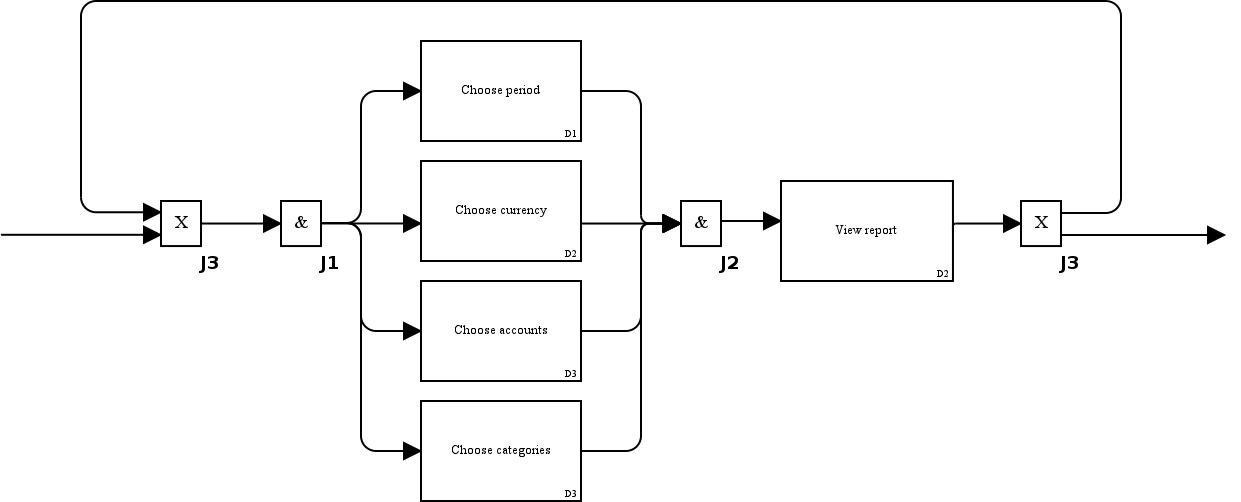 Choose period
D1
Choose currency
D2
X
J3
&
J1
&
J2
View report
D2
X
J3
Choose accounts
D3
Choose categories
D3